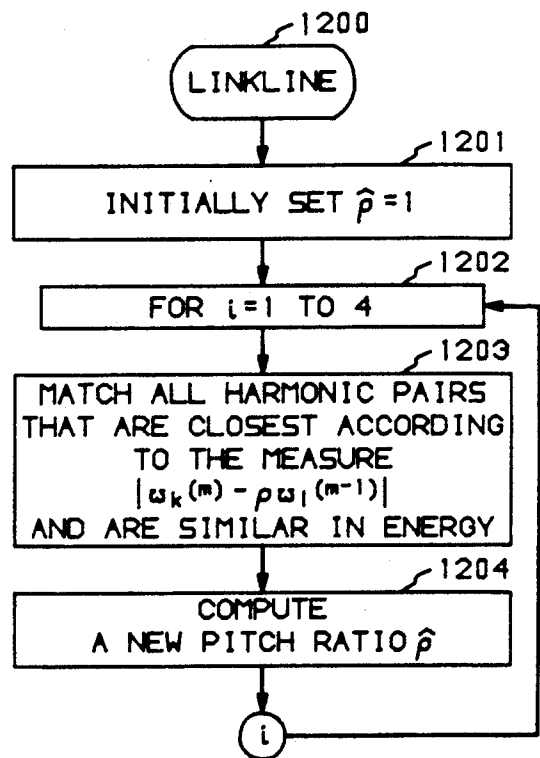 1200
LINKLINE
1201
INITIALLY SET ρ̂=1
1202
FOR i=1 TO 4
1203
MATCH ALL HARMONIC PAIRS
THAT ARE CLOSEST ACCORDING
TO THE MEASURE
|ωk(m) - ρωl(m-1)|
AND ARE SIMILAR IN ENERGY
1204
COMPUTE
A NEW PITCH RATIO ρ̂
i